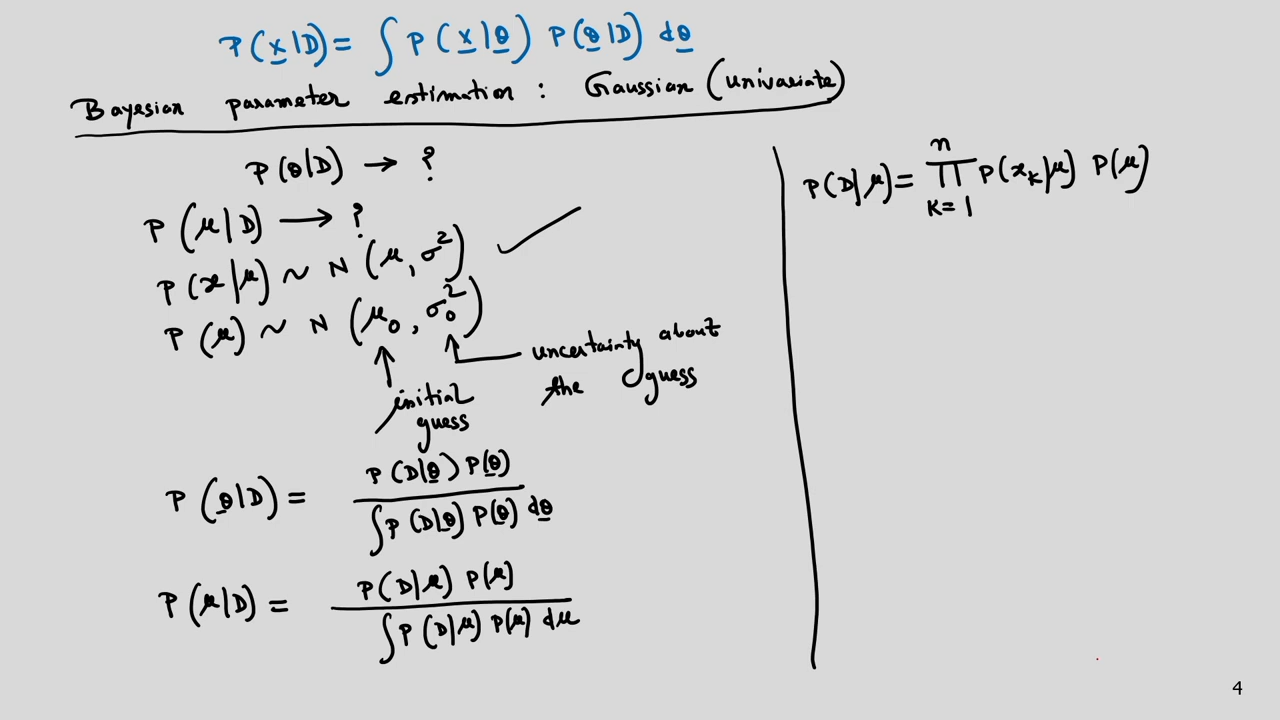 P(x|D) = ∫ P(x|θ) P(θ|D) dθ
Bayesian parameter estimation : Gaussian (univariate)
P(θ|D) → ?
P(μ|D) → ?
P(x|μ) ~ N(μ, σ²) ✓
P(μ) ~ N(μ₀, σ₀²)
uncertainty about
the guess
initial
guess
P(θ|D) = P(D|θ) P(θ) / ∫ P(D|θ) P(θ) dθ
P(μ|D) = P(D|μ) P(μ) / ∫ P(D|μ) P(μ) dμ
P(D|μ) = ∏_{k=1}^{n} P(x_k|μ) P(μ)
4